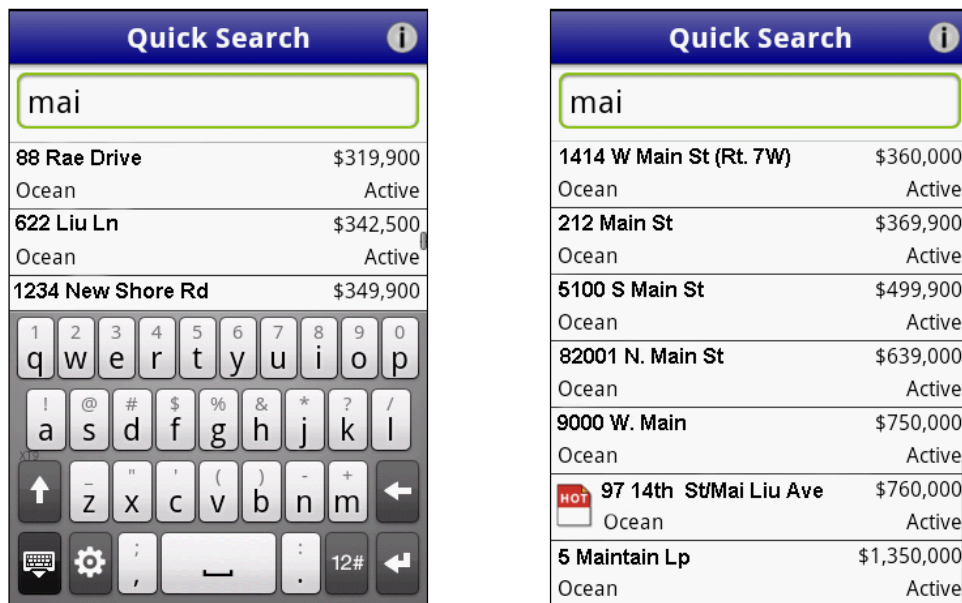 Quick Search i
mai
88 Rae Drive $319,900
Ocean Active
622 Liu Ln $342,500
Ocean Active
1234 New Shore Rd $349,900
1 2 3 4 5 6 7 8 9 0
q w e r t y u i o p
! @ # $ % & * ? /
a s d f g h j k l
XT9
_ " ' ( ) - +
z x c v b n m
; :
, . 12#
Quick Search i
mai
1414 W Main St (Rt. 7W) $360,000
Ocean Active
212 Main St $369,900
Ocean Active
5100 S Main St $499,900
Ocean Active
82001 N. Main St $639,000
Ocean Active
9000 W. Main $750,000
Ocean Active
HOT 97 14th St/Mai Liu Ave $760,000
Ocean Active
5 Maintain Lp $1,350,000
Ocean Active